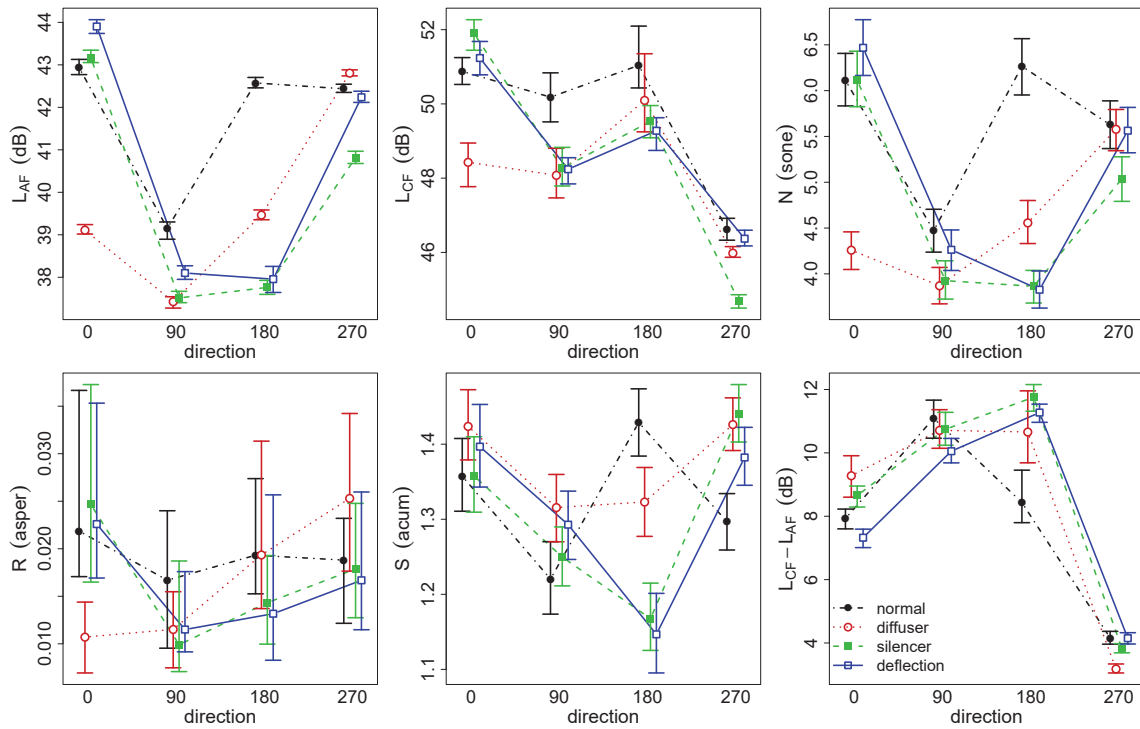 44
43
42
41
40
39
38
L_AF (dB)
0 90 180 270
direction
52
50
48
46
L_CF (dB)
0 90 180 270
direction
6.5
6.0
5.5
5.0
4.5
4.0
N (sone)
0 90 180 270
direction
0.030
0.020
0.010
R (asper)
0 90 180 270
direction
1.4
1.3
1.2
1.1
S (acum)
0 90 180 270
direction
12
10
8
6
4
L_CF − L_AF (dB)
normal
diffuser
silencer
deflection
0 90 180 270
direction